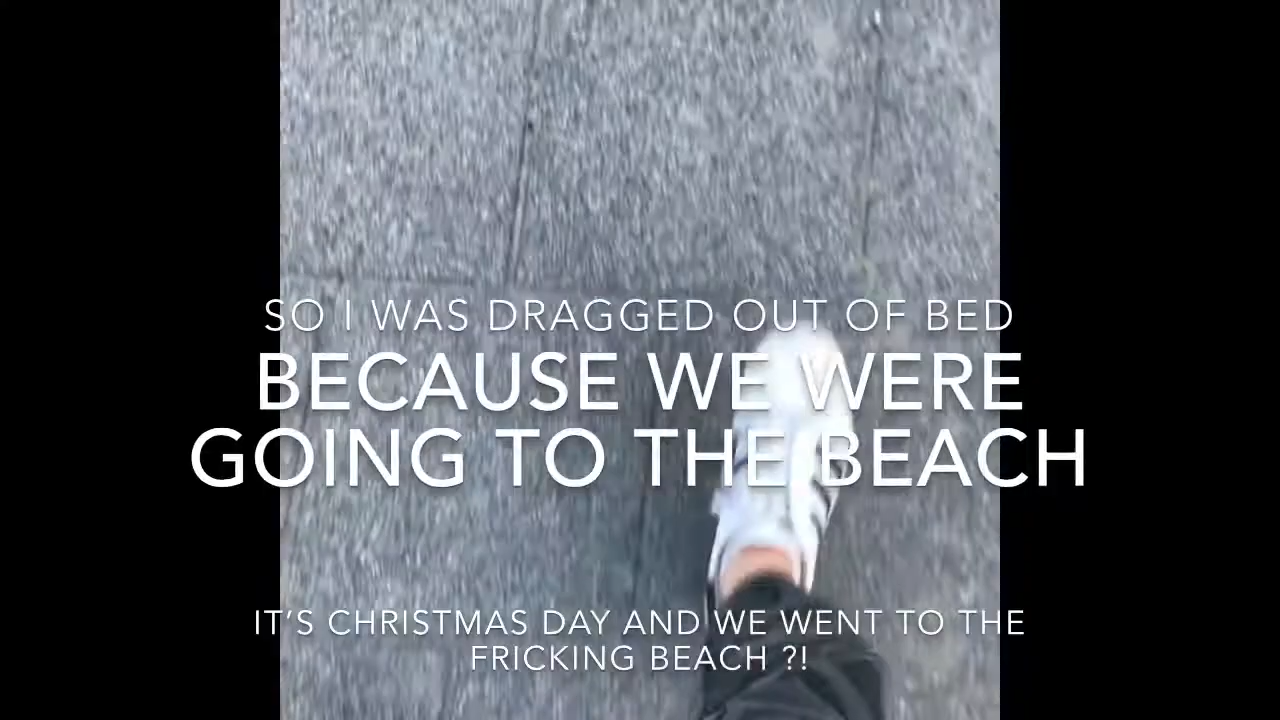 SO I WAS DRAGGED OUT OF BED
BECAUSE WE WERE
GOING TO THE BEACH
IT’S CHRISTMAS DAY AND WE WENT TO THE
FRICKING BEACH ?!